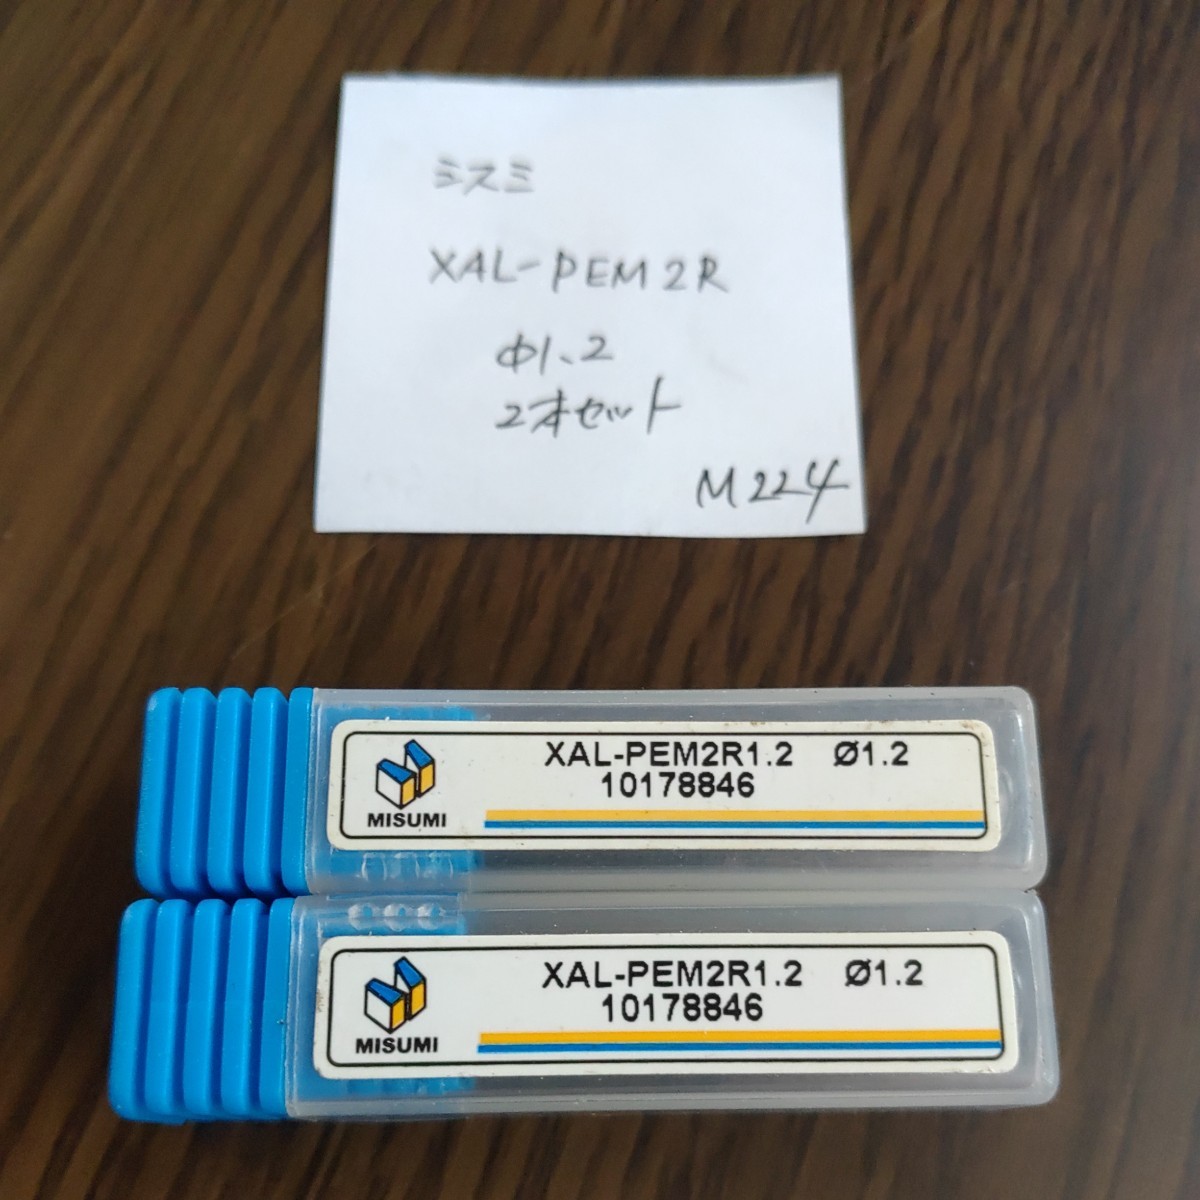 ミスミ
XAL-PEM2R
Φ1.2
2本セット
M224
XAL-PEM2R1.2 Ø1.2
10178846
MISUMI
XAL-PEM2R1.2 Ø1.2
10178846
MISUMI